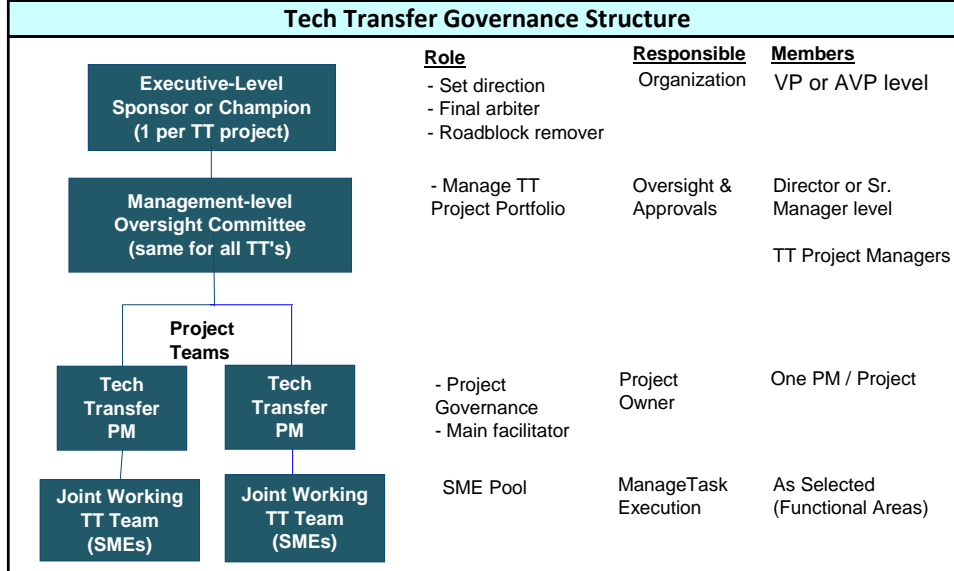 Tech Transfer Governance Structure
Role
Responsible
Members
Executive-Level
Sponsor or Champion
(1 per TT project)
- Set direction
- Final arbiter
- Roadblock remover
Organization
VP or AVP level
Management-level
Oversight Committee
(same for all TT's)
- Manage TT
Project Portfolio
Oversight &
Approvals
Director or Sr.
Manager level
TT Project Managers
Project
Teams
Tech
Transfer
PM
Tech
Transfer
PM
- Project
Governance
- Main facilitator
Project
Owner
One PM / Project
Joint Working
TT Team
(SMEs)
Joint Working
TT Team
(SMEs)
SME Pool
ManageTask
Execution
As Selected
(Functional Areas)